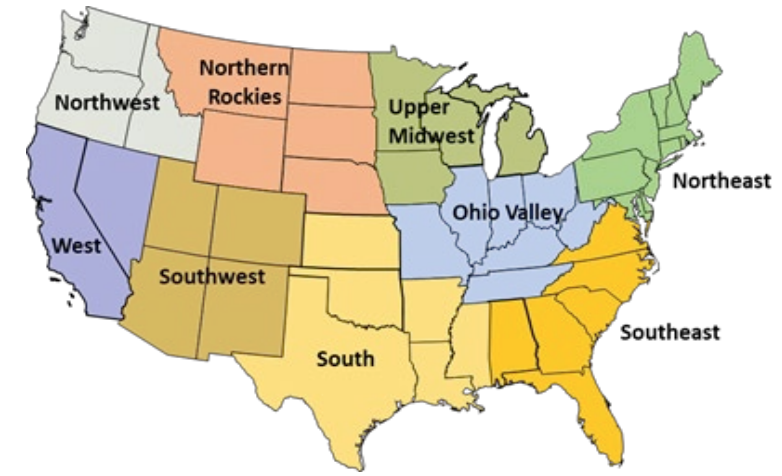 Northern
Rockies
Northwest
Upper
Midwest
Northeast
Ohio Valley
West
Southwest
Southeast
South